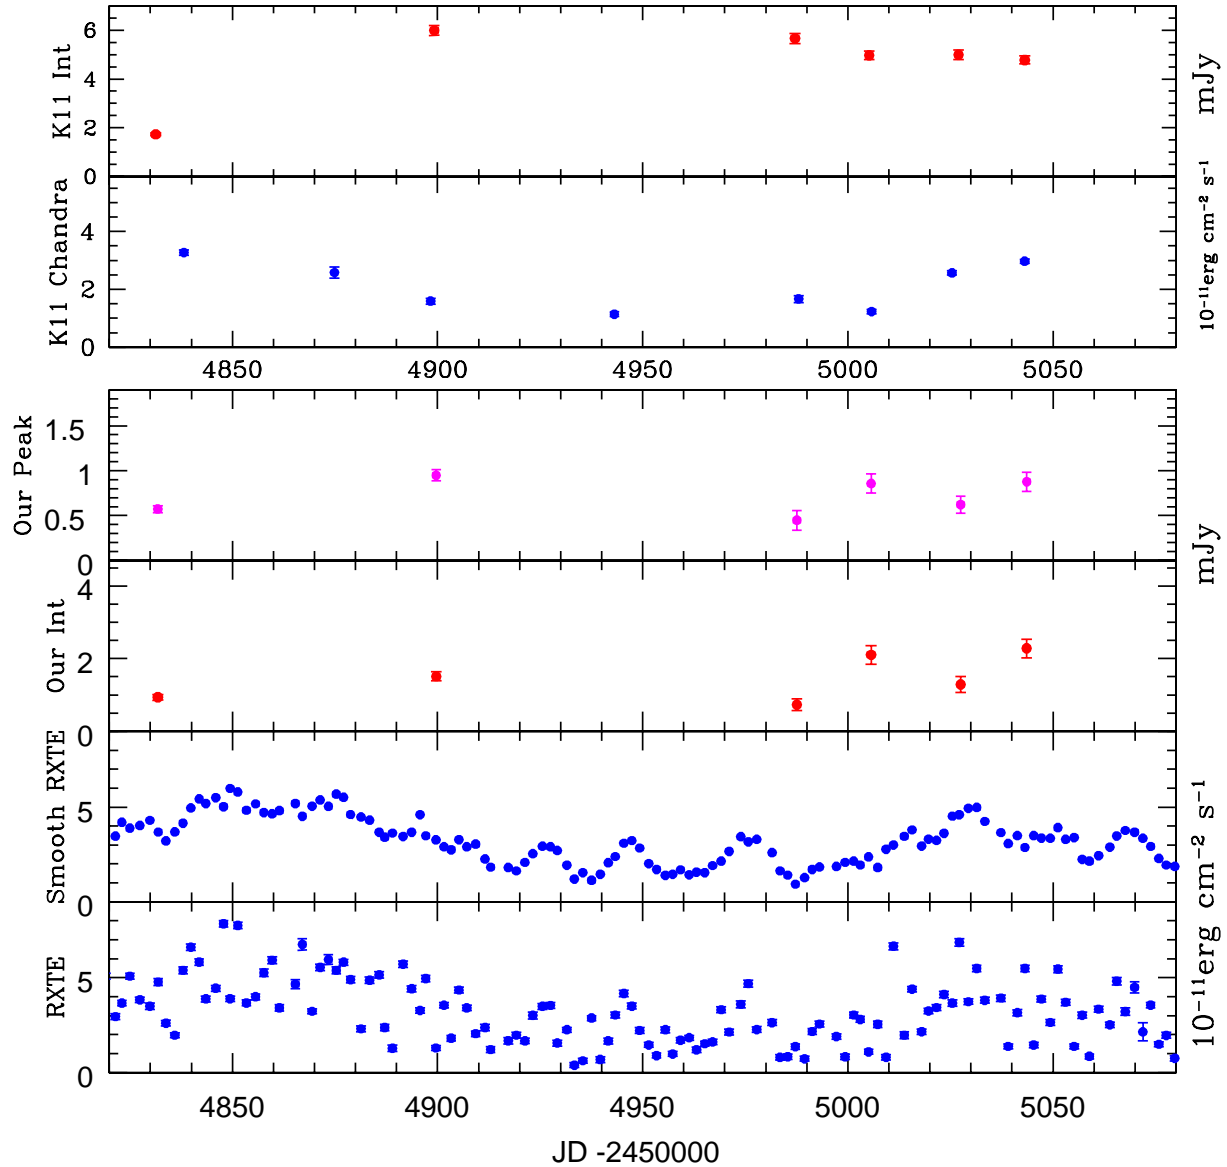 K11 Int
6
4
2
0
mJy
K11 Chandra
4
2
0
10⁻¹¹erg cm⁻² s⁻¹
4850
4900
4950
5000
5050
Our Peak
1.5
1
0.5
0
mJy
Our Int
4
2
0
Smooth RXTE
5
0
RXTE
5
0
10⁻¹¹erg cm⁻² s⁻¹
4850
4900
4950
5000
5050
JD -2450000